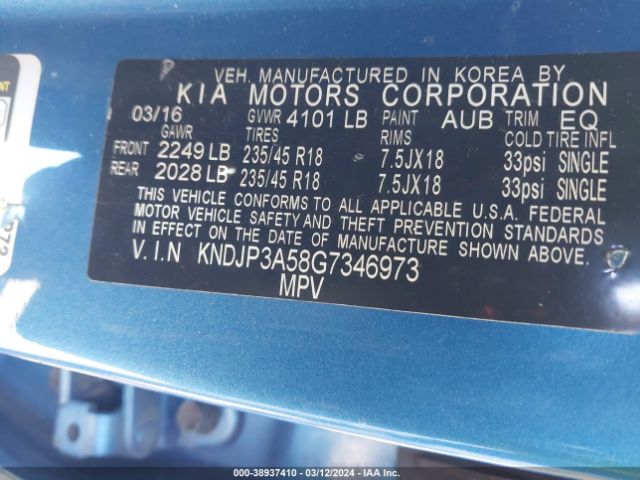 VEH. MANUFACTURED IN KOREA BY
KIA MOTORS CORPORATION
03/16 GVWR 4101 LB PAINT AUB TRIM EQ
GAWR TIRES RIMS COLD TIRE INFL
FRONT 2249 LB 235/45 R18 7.5JX18 33psi SINGLE
REAR 2028 LB 235/45 R18 7.5JX18 33psi SINGLE
THIS VEHICLE CONFORMS TO ALL APPLICABLE U.S.A. FEDERAL
MOTOR VEHICLE SAFETY AND THEFT PREVENTION STANDARDS
IN EFFECT ON THE DATE OF MANUFACTURE SHOWN ABOVE.
V.I.N KNDJP3A58G7346973
MPV
000-38937410 - 03/12/2024 - IAA Inc.